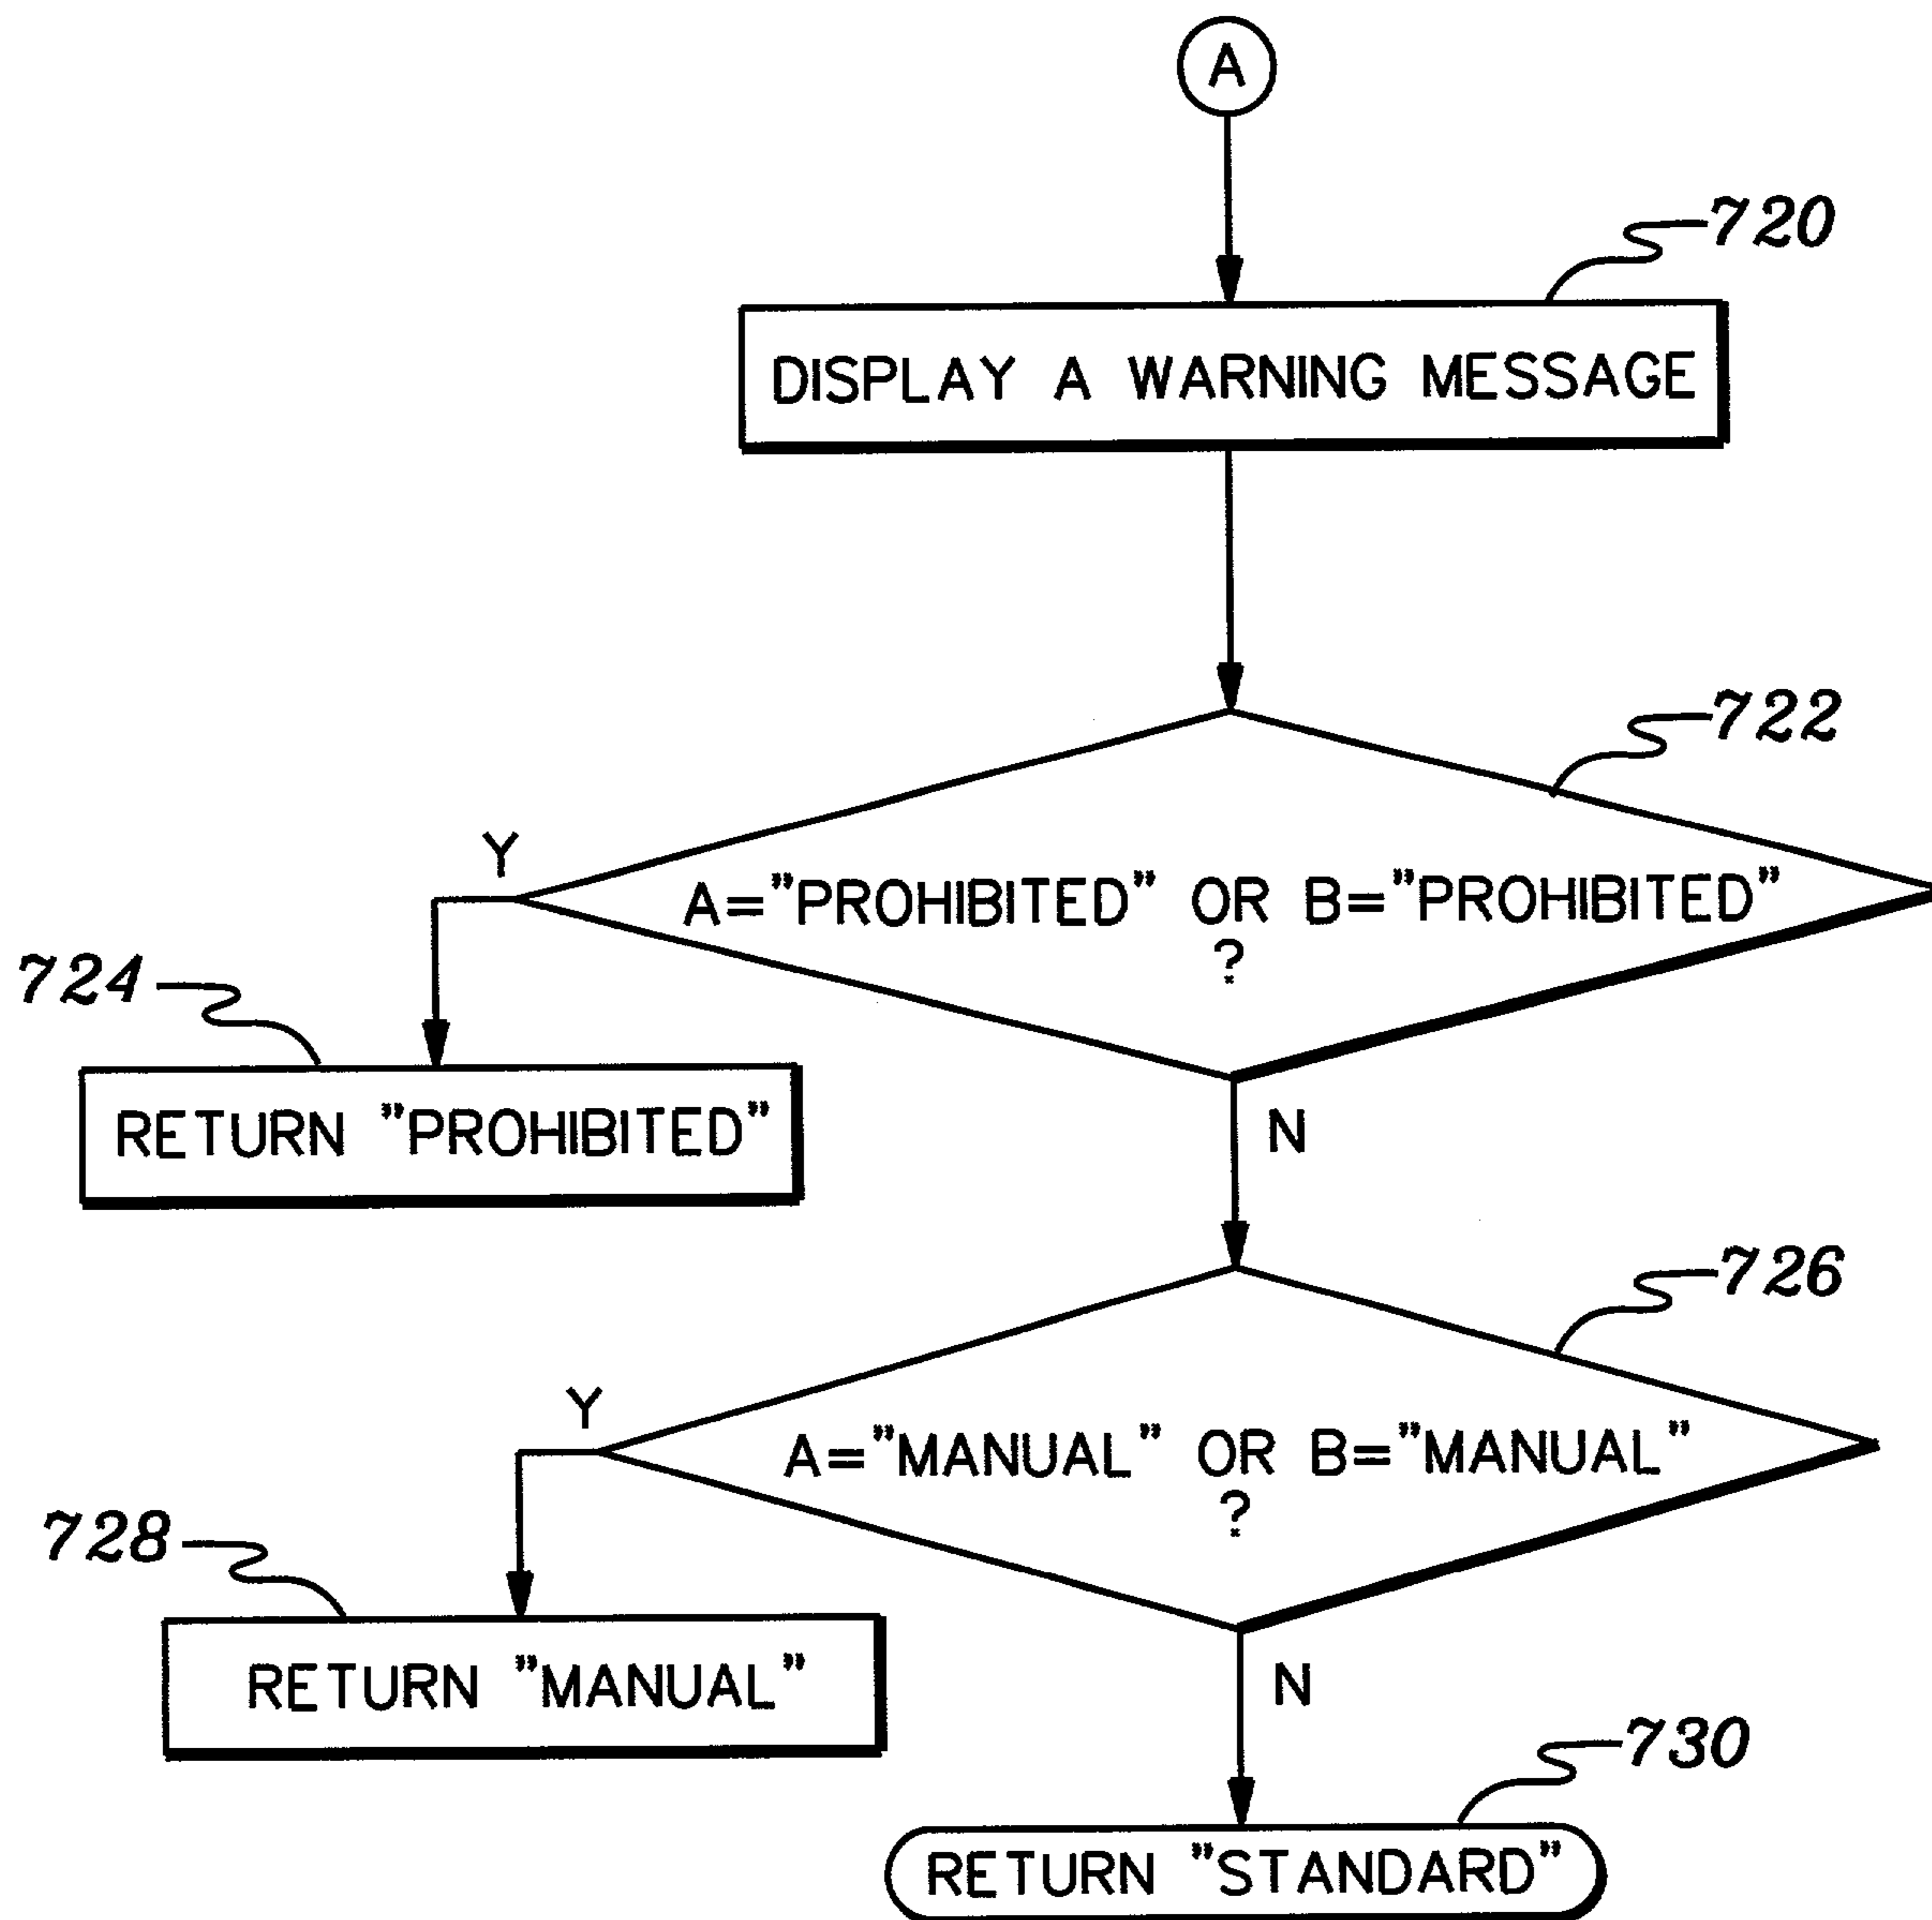 A
720
DISPLAY A WARNING MESSAGE
722
Y
A="PROHIBITED" OR B="PROHIBITED"
?
724
RETURN "PROHIBITED"
N
726
Y
A="MANUAL" OR B="MANUAL"
?
728
RETURN "MANUAL"
N
730
RETURN "STANDARD"